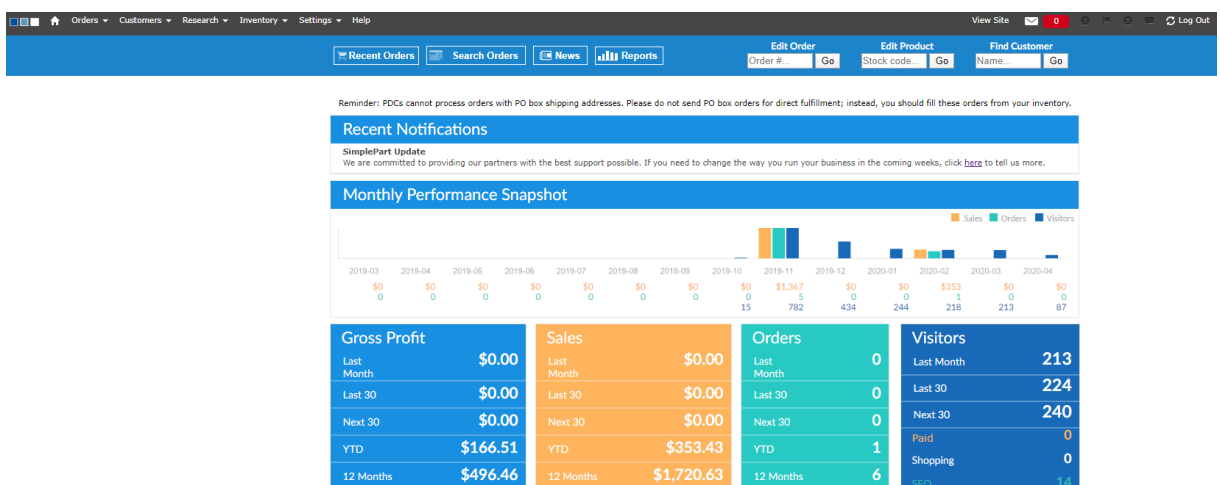 Orders Customers Research Inventory Settings Help View Site 0 Log Out
Recent Orders Search Orders News Reports
Edit Order Edit Product Find Customer
Order #... Go Stock code... Go Name... Go
Reminder: PDCs cannot process orders with PO box shipping addresses. Please do not send PO box orders for direct fulfillment; instead, you should fill these orders from your inventory.
Recent Notifications
SimplePart Update
We are committed to providing our partners with the best support possible. If you need to change the way you run your business in the coming weeks, click here to tell us more.
Monthly Performance Snapshot
Sales Orders Visitors
2019-03 2019-04 2019-05 2019-06 2019-07 2019-08 2019-09 2019-10 2019-11 2019-12 2020-01 2020-02 2020-03 2020-04
$0 $0 $0 $0 $0 $0 $0 $0 $1,367 $0 $0 $353 $0 $0
0 0 0 0 0 0 0 0 5 0 0 1 0 0
15 782 434 244 218 213 87
Gross Profit
Last Month $0.00
Last 30 $0.00
Next 30 $0.00
YTD $166.51
12 Months $496.46
Sales
Last Month $0.00
Last 30 $0.00
Next 30 $0.00
YTD $353.43
12 Months $1,720.63
Orders
Last Month 0
Last 30 0
Next 30 0
YTD 1
12 Months 6
Visitors
Last Month 213
Last 30 224
Next 30 240
Paid 0
Shopping 0
SEO 14